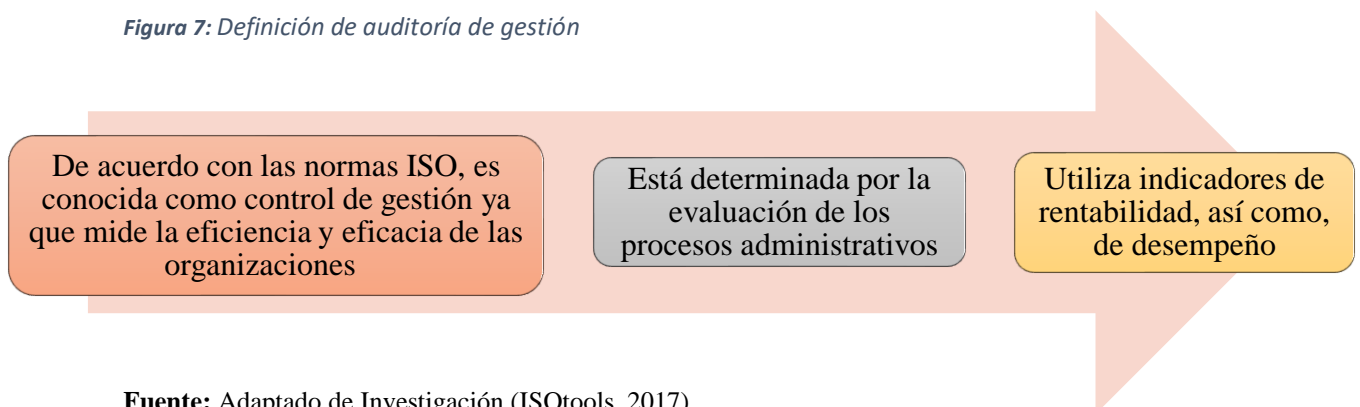 Figura 7: Definición de auditoría de gestión
De acuerdo con las normas ISO, es
conocida como control de gestión ya
que mide la eficiencia y eficacia de las
organizaciones
Está determinada por la
evaluación de los
procesos administrativos
Utiliza indicadores de
rentabilidad, así como,
de desempeño
Fuente: Adaptado de Investigación (ISOtools, 2017)